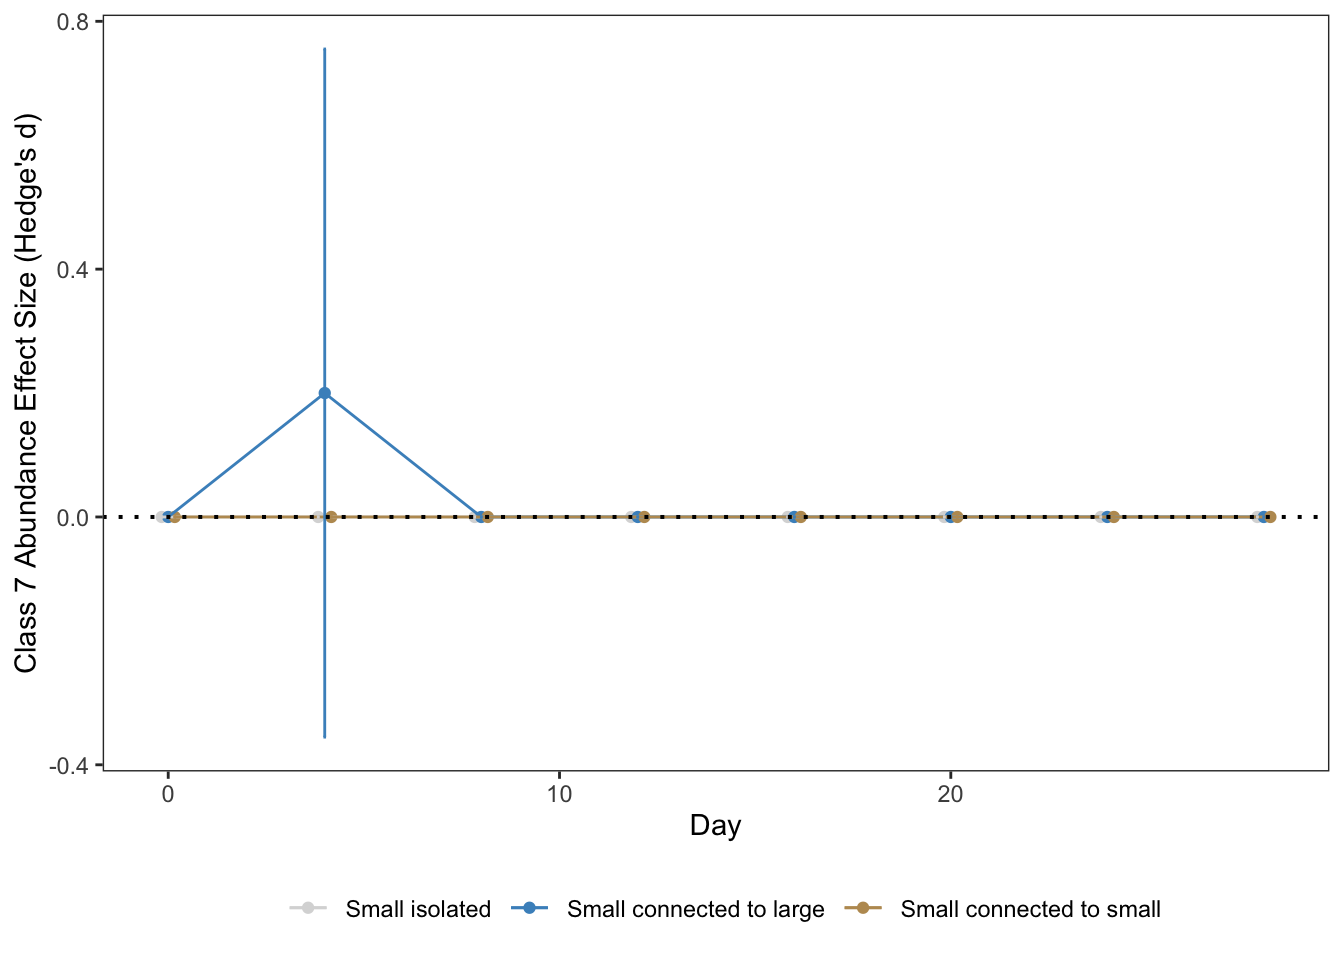 Class 7 Abundance Effect Size (Hedge's d)
0.8
0.4
0.0
-0.4
0 10 20
Day
Small isolated Small connected to large Small connected to small